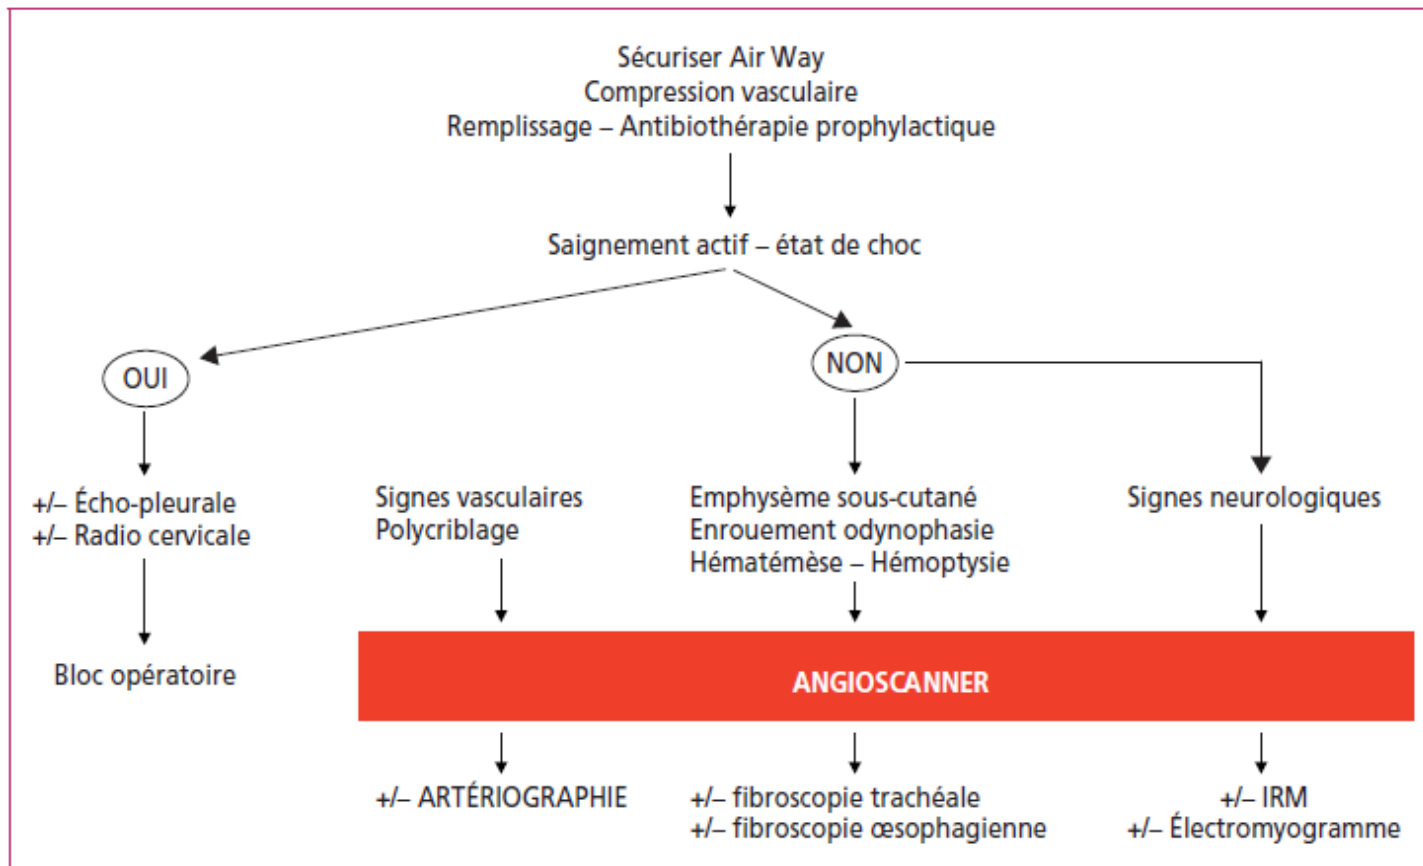 Sécuriser Air Way
Compression vasculaire
Remplissage – Antibiothérapie prophylactique
Saignement actif – état de choc
OUI
NON
+/– Écho-pleurale
+/– Radio cervicale
Signes vasculaires
Polycriblage
Emphysème sous-cutané
Enrouement odynophasie
Hématémèse – Hémoptysie
Signes neurologiques
Bloc opératoire
ANGIOSCANNER
+/– ARTÉRIOGRAPHIE
+/– fibroscopie trachéale
+/– fibroscopie œsophagienne
+/– IRM
+/– Électromyogramme